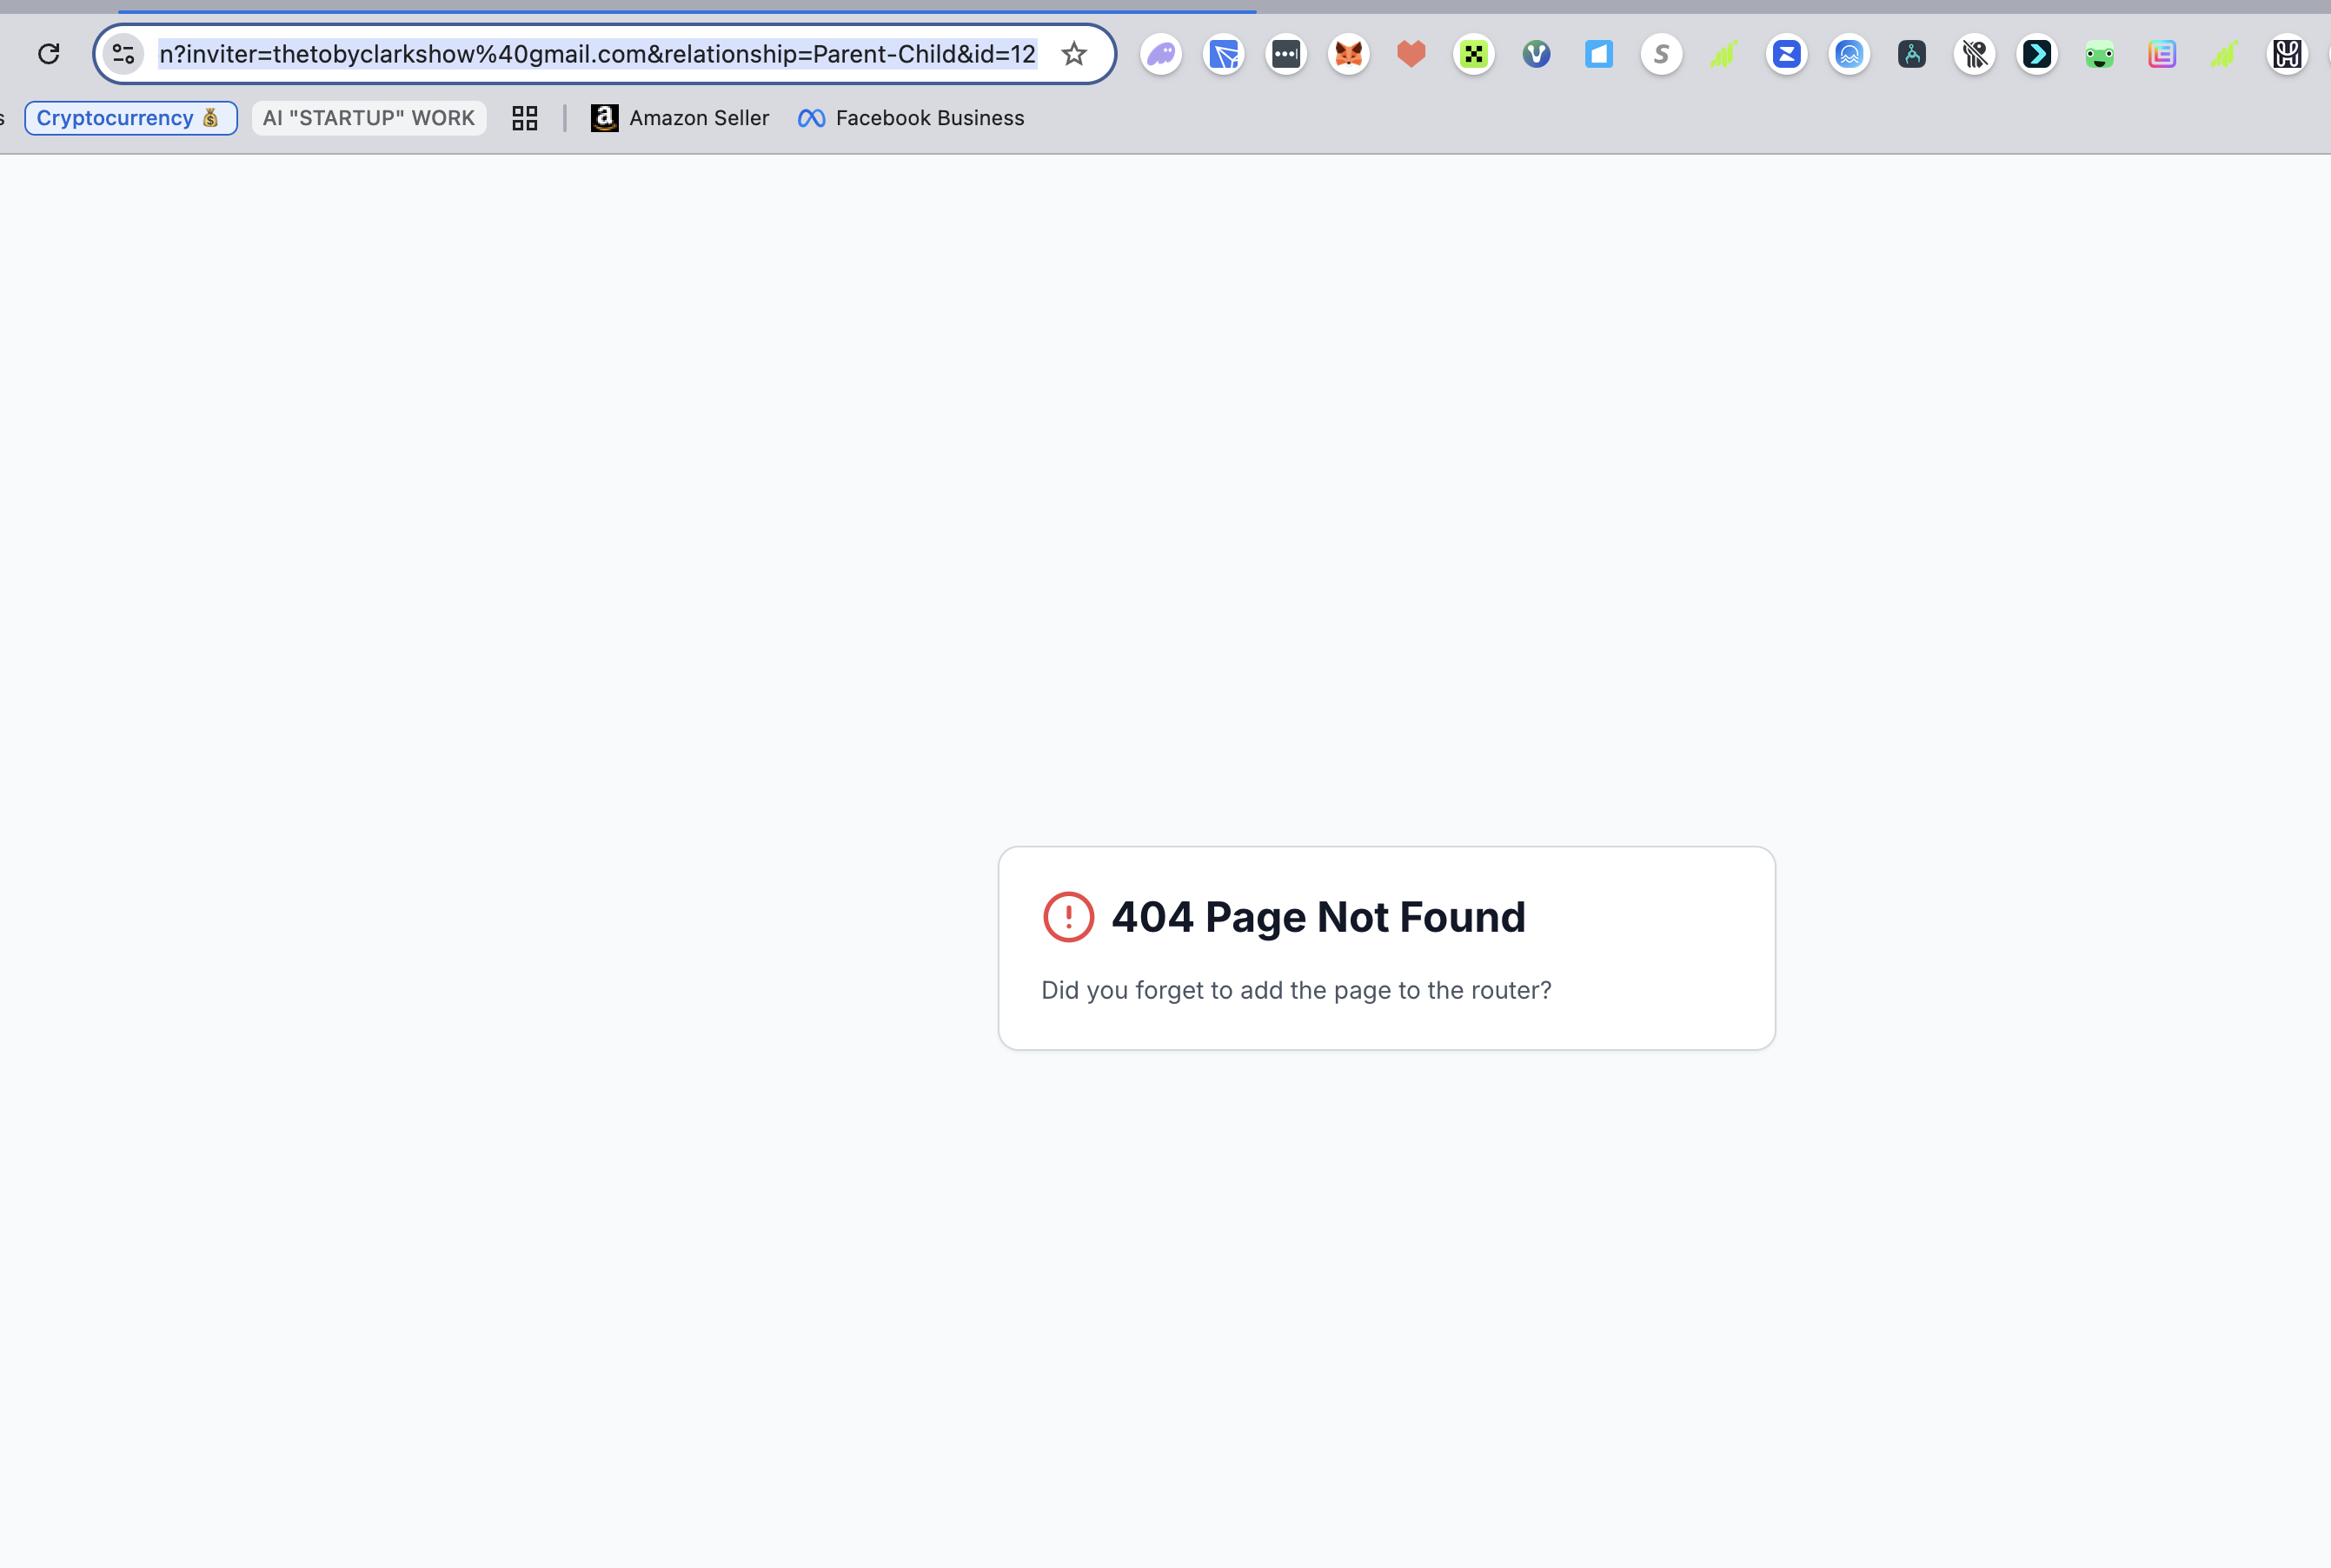 n?inviter=thetobyclarkshow%40gmail.com&relationship=Parent-Child&id=12
s Cryptocurrency 💰 AI "STARTUP" WORK Amazon Seller Facebook Business
404 Page Not Found
Did you forget to add the page to the router?